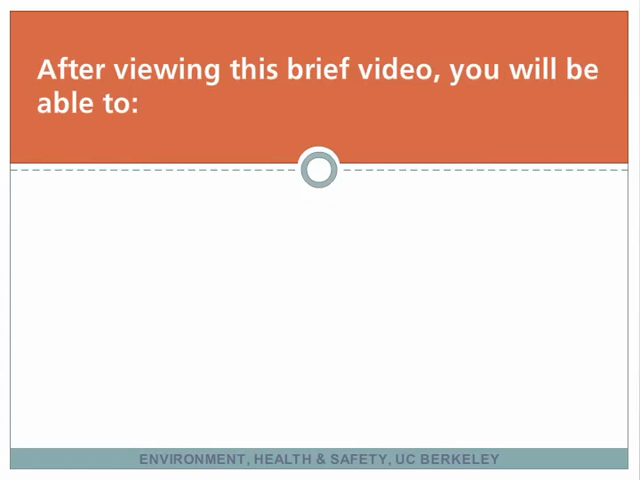 After viewing this brief video, you will be
able to:
ENVIRONMENT, HEALTH & SAFETY, UC BERKELEY